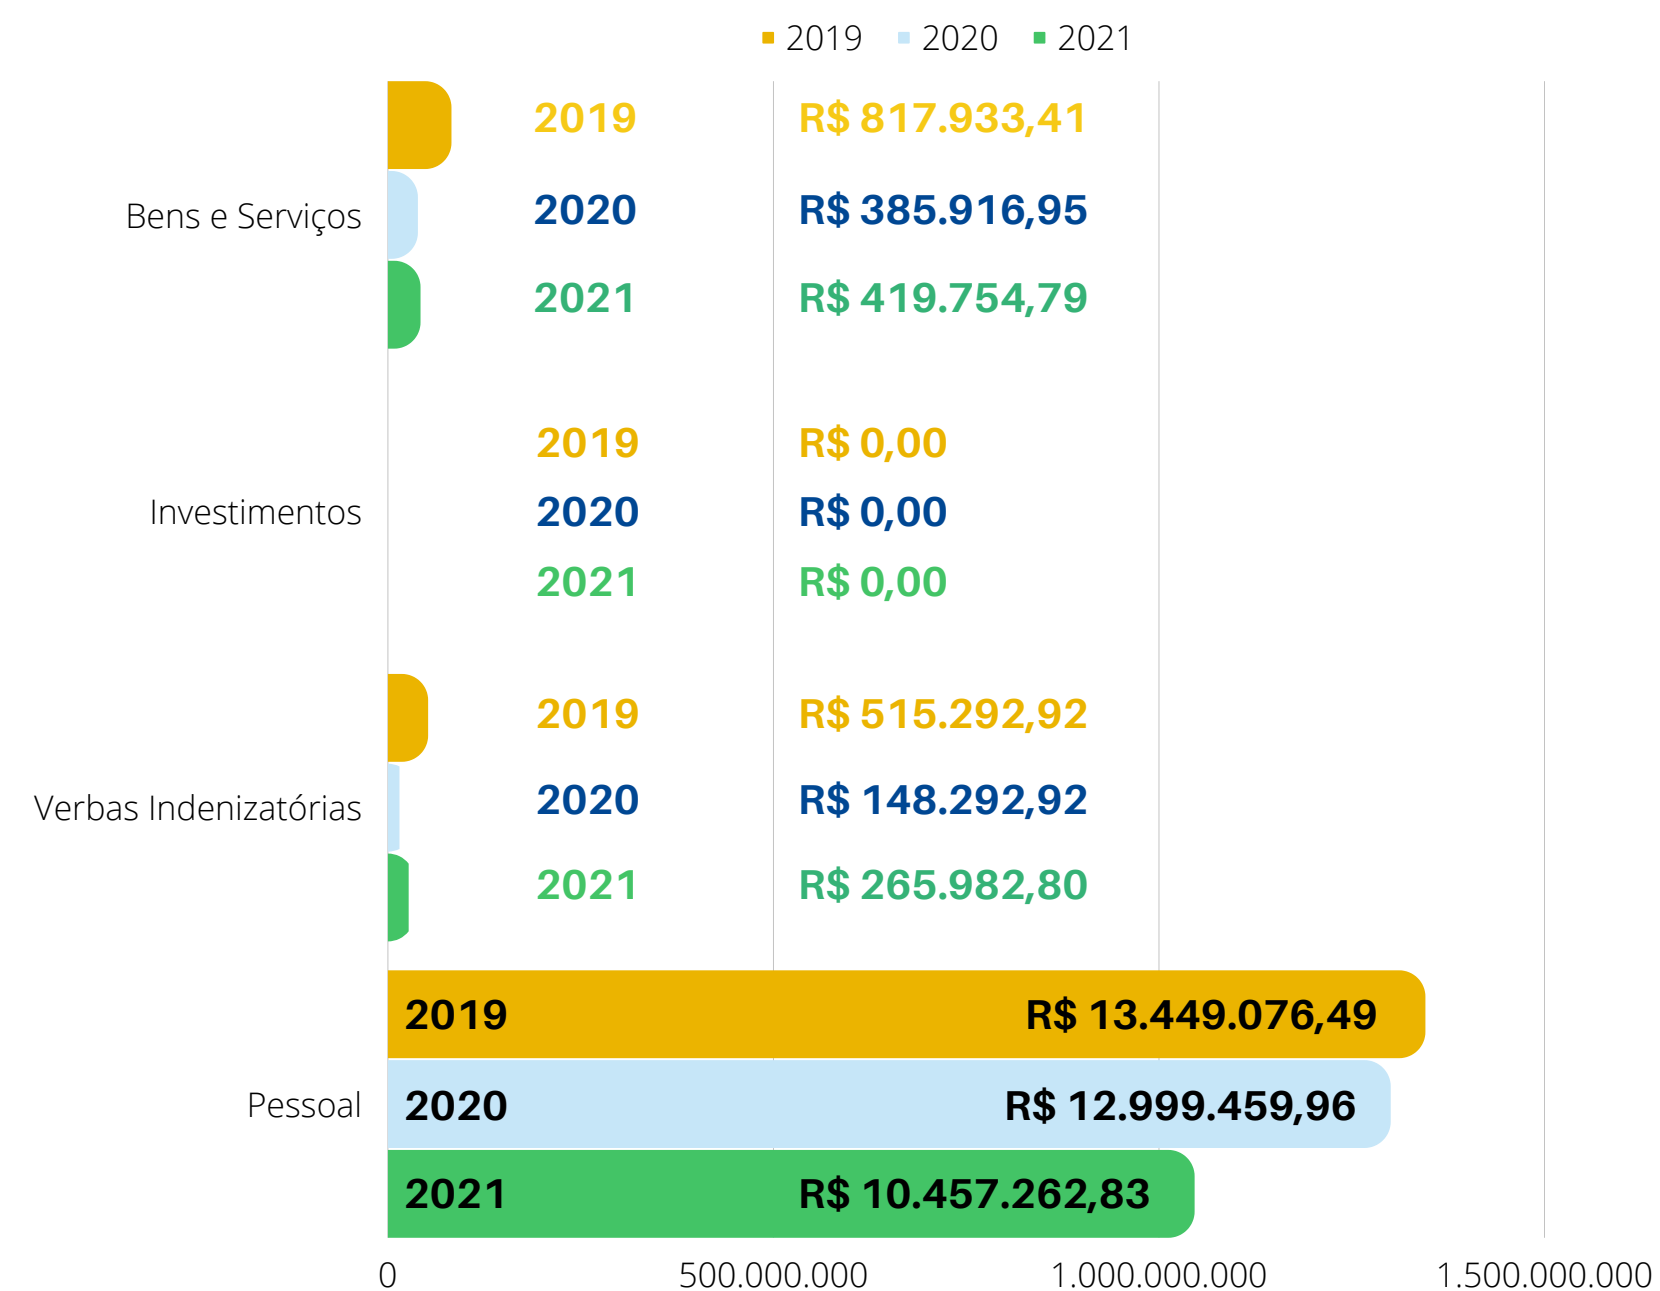 2019 2020 2021
2019 R$ 817.933,41
Bens e Serviços 2020 R$ 385.916,95
2021 R$ 419.754,79
2019 R$ 0,00
Investimentos 2020 R$ 0,00
2021 R$ 0,00
2019 R$ 515.292,92
Verbas Indenizatórias 2020 R$ 148.292,92
2021 R$ 265.982,80
2019 R$ 13.449.076,49
Pessoal 2020 R$ 12.999.459,96
2021 R$ 10.457.262,83
0 500.000.000 1.000.000.000 1.500.000.000